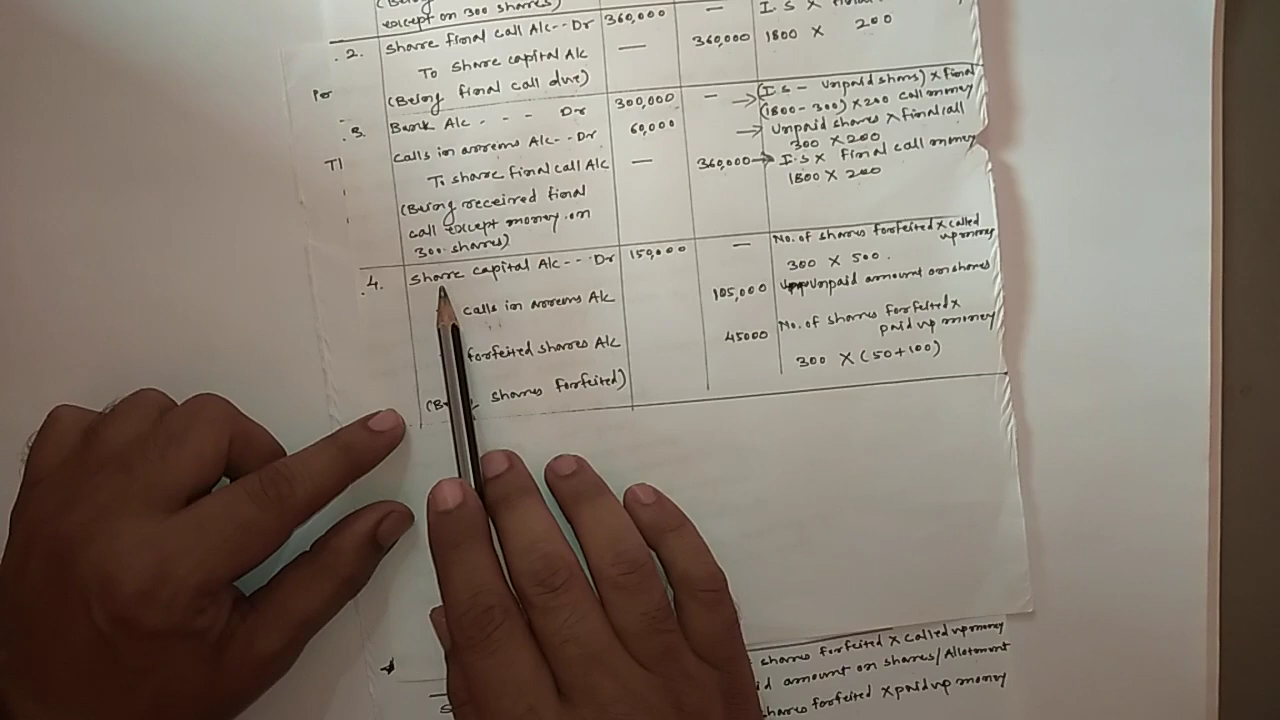 except on 300 shares)
.2. Share final call A/c-- Dr 360,000 —
To share capital A/c — 360,000 1800 X 200
(Being final call due)
.3. Bank A/c - - - Dr 300,000 — → (I.S - Unpaid shares) X final
(1800-300) X 200 call money
calls in arrears A/c-- Dr 60,000 → Unpaid shares X final call
300 X 200
To share final call A/c — 360,000 → I.S X final call money
1800 X 200
(Being received final
call except money on
300 shares)
.4. Share capital A/c --- Dr 150,000 — No. of shares forfeited X called
up money
300 X 500.
calls in arrears A/c 105,000 Unpaid amount on shares
forfeited shares A/c 45000 No. of shares forfeited X
paid up money
300 X (50+100)
shares forfeited)
shares forfeited X called up money
amount on shares/Allotment
shares forfeited X paid up money